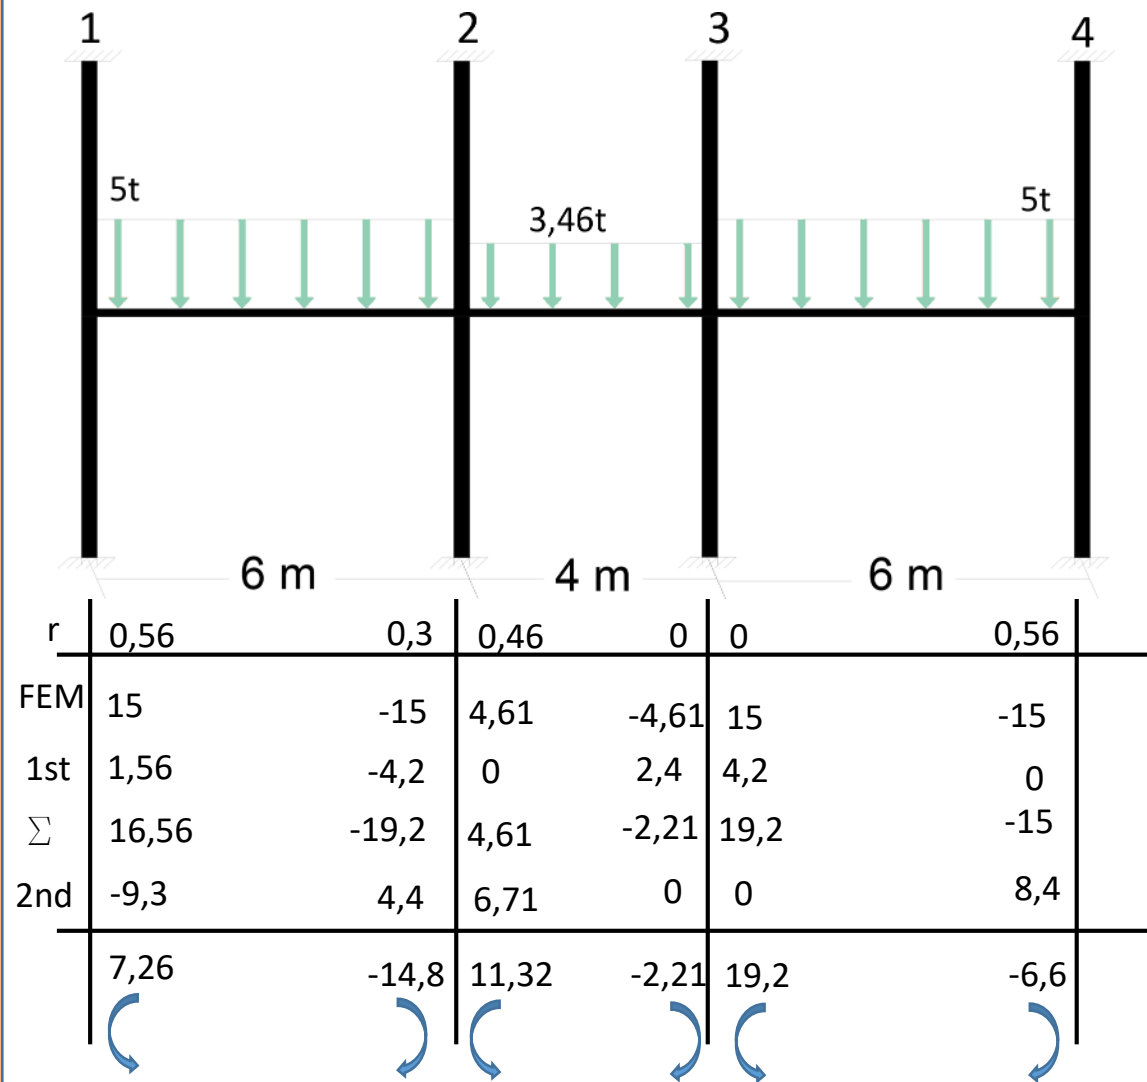 1 2 3 4
5t 3,46t 5t
6 m 4 m 6 m
r 0,56 0,3 0,46 0 0 0,56
FEM 15 -15 4,61 -4,61 15 -15
1st 1,56 -4,2 0 2,4 4,2 0
∑ 16,56 -19,2 4,61 -2,21 19,2 -15
2nd -9,3 4,4 6,71 0 0 8,4
7,26 -14,8 11,32 -2,21 19,2 -6,6